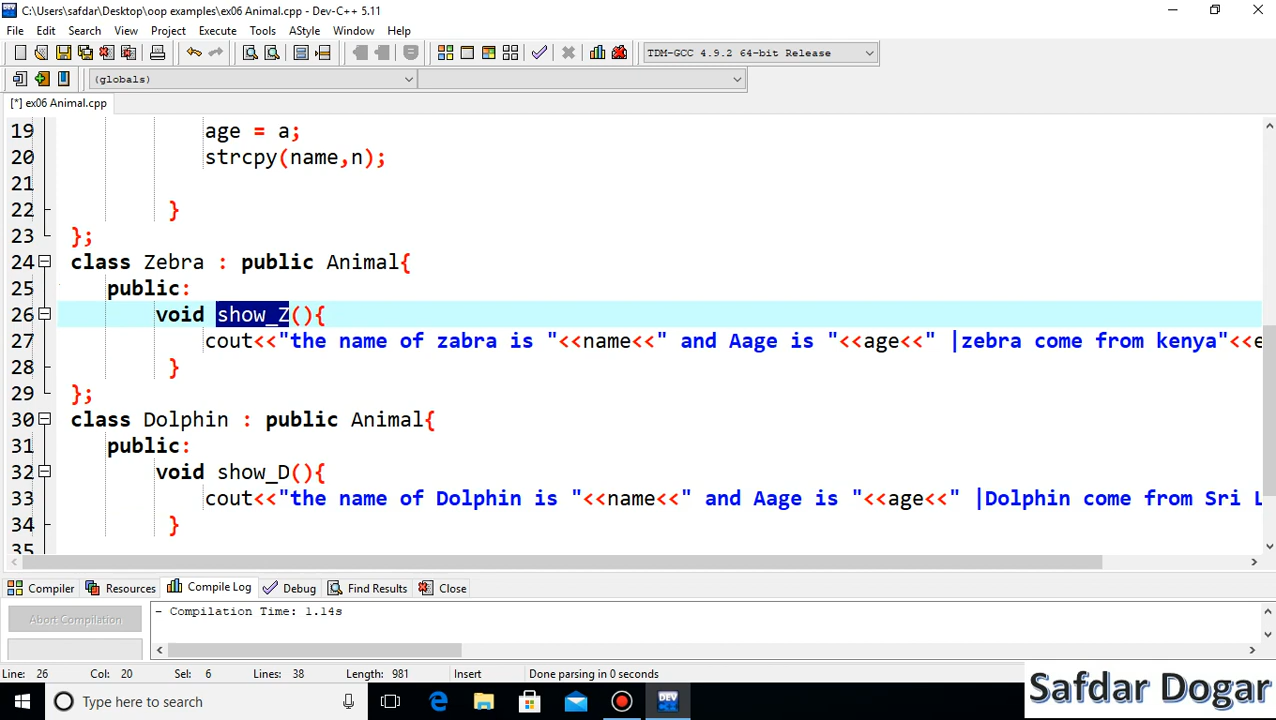 C:\Users\safdar\Desktop\oop examples\ex06 Animal.cpp - Dev-C++ 5.11
File Edit Search View Project Execute Tools AStyle Window Help
TDM-GCC 4.9.2 64-bit Release
(globals)
[*] ex06 Animal.cpp
19 age = a;
20 strcpy(name,n);
21
22 }
23 };
24 class Zebra : public Animal{
25 public:
26 void show_Z(){
27 cout<<"the name of zabra is "<<name<<" and Aage is "<<age<<" |zebra come from kenya"<<e
28 }
29 };
30 class Dolphin : public Animal{
31 public:
32 void show_D(){
33 cout<<"the name of Dolphin is "<<name<<" and Aage is "<<age<<" |Dolphin come from Sri L
34 }
35
Compiler Resources Compile Log Debug Find Results Close
Abort Compilation
- Compilation Time: 1.14s
Line: 26 Col: 20 Sel: 6 Lines: 38 Length: 981 Insert Done parsing in 0 seconds
Type here to search
DEV
Safdar Dogar